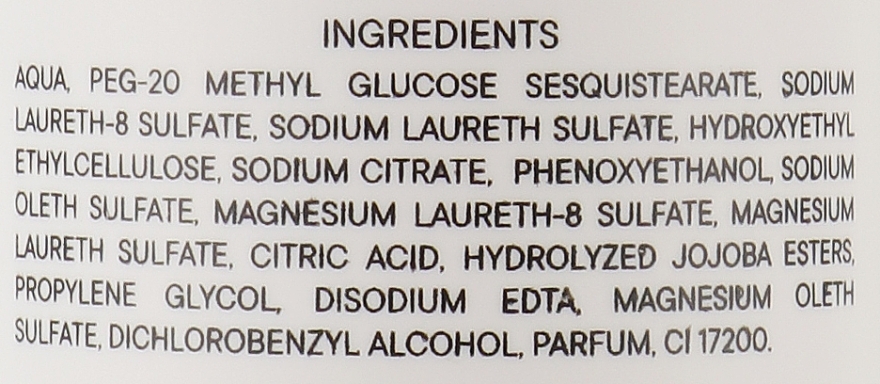 INGREDIENTS
AQUA, PEG-20 METHYL GLUCOSE SESQUISTEARATE, SODIUM
LAURETH-8 SULFATE, SODIUM LAURETH SULFATE, HYDROXYETHYL
ETHYLCELLULOSE, SODIUM CITRATE, PHENOXYETHANOL, SODIUM
OLETH SULFATE, MAGNESIUM LAURETH-8 SULFATE, MAGNESIUM
LAURETH SULFATE, CITRIC ACID, HYDROLYZED JOJOBA ESTERS,
PROPYLENE GLYCOL, DISODIUM EDTA, MAGNESIUM OLETH
SULFATE, DICHLOROBENZYL ALCOHOL, PARFUM, CI 17200.